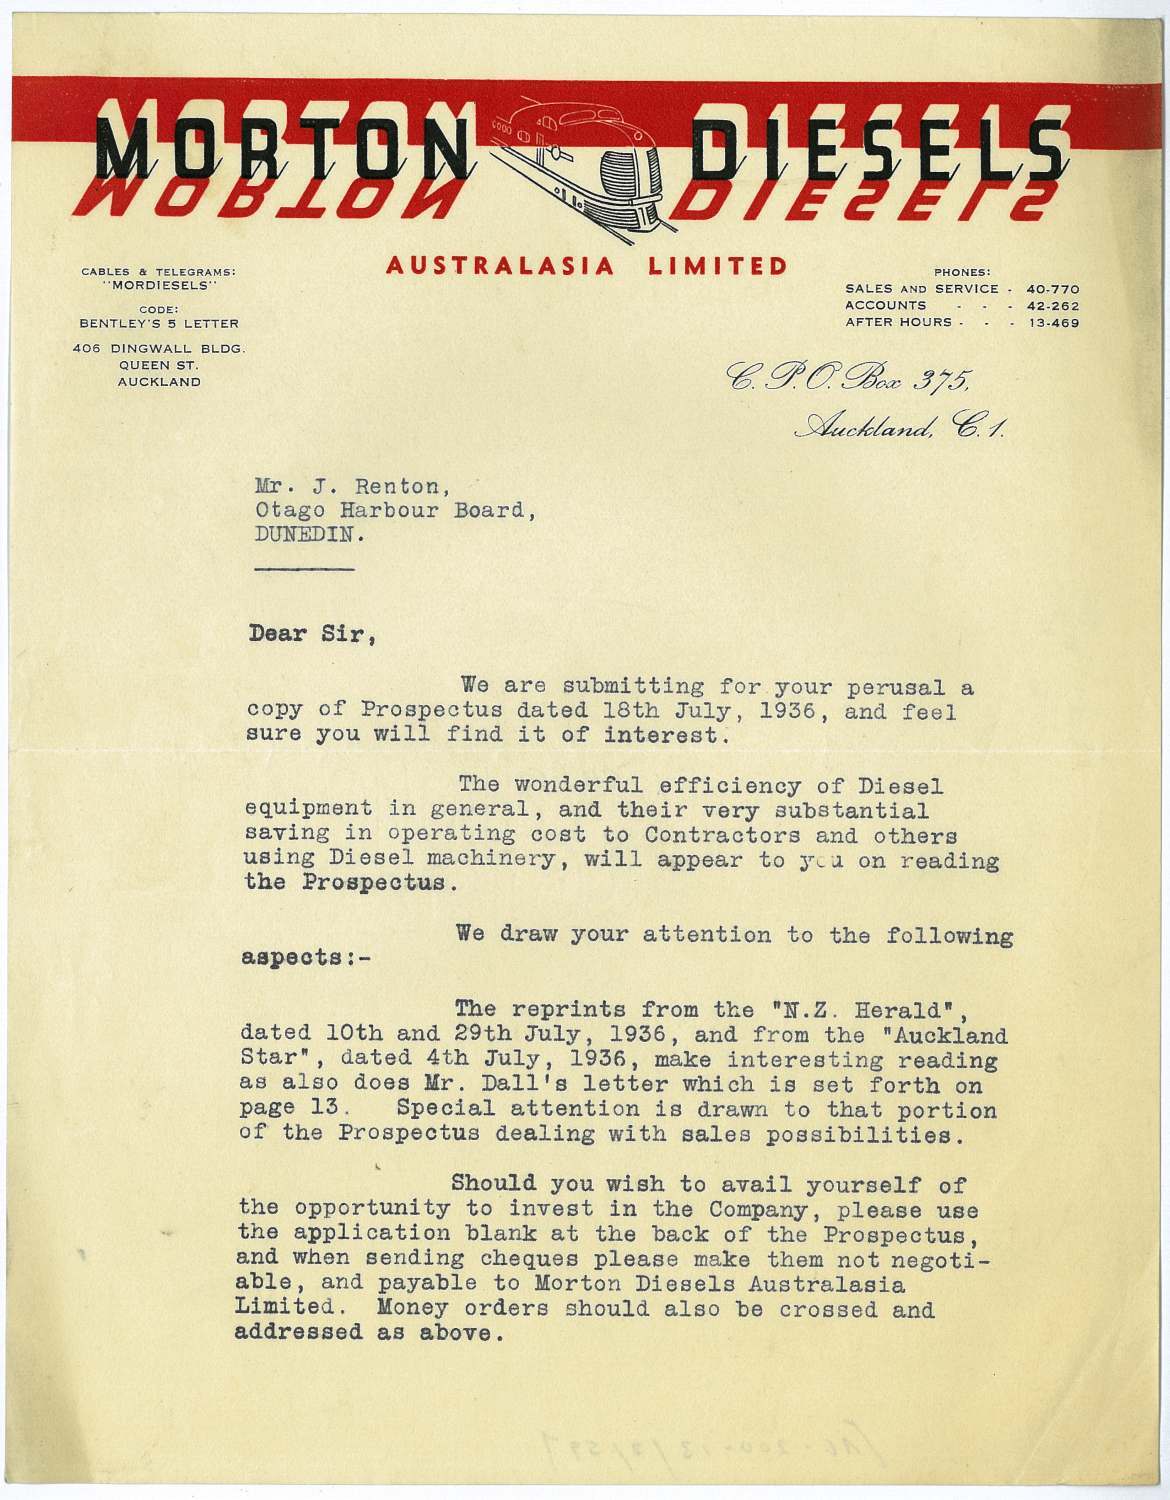 MORTON DIESELS
AUSTRALASIA LIMITED
CABLES & TELEGRAMS:
"MORDIESELS"
CODE:
BENTLEY'S 5 LETTER
406 DINGWALL BLDG.
QUEEN ST.
AUCKLAND
PHONES:
SALES AND SERVICE - 40-770
ACCOUNTS - - - 42-262
AFTER HOURS - - - 13-469
C. P. O. Box 375,
Auckland, C. 1.
Mr. J. Renton,
Otago Harbour Board,
DUNEDIN.
Dear Sir,
We are submitting for your perusal a
copy of Prospectus dated 18th July, 1936, and feel
sure you will find it of interest.
The wonderful efficiency of Diesel
equipment in general, and their very substantial
saving in operating cost to Contractors and others
using Diesel machinery, will appear to you on reading
the Prospectus.
We draw your attention to the following
aspects:-
The reprints from the "N.Z. Herald",
dated 10th and 29th July, 1936, and from the "Auckland
Star", dated 4th July, 1936, make interesting reading
as also does Mr. Dall's letter which is set forth on
page 13. Special attention is drawn to that portion
of the Prospectus dealing with sales possibilities.
Should you wish to avail yourself of
the opportunity to invest in the Company, please use
the application blank at the back of the Prospectus,
and when sending cheques please make them not negoti-
able, and payable to Morton Diesels Australasia
Limited. Money orders should also be crossed and
addressed as above.